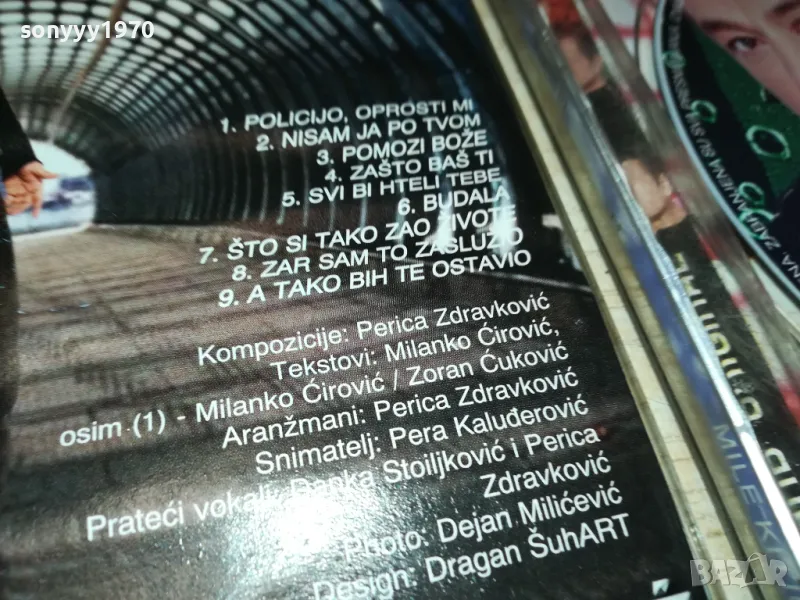 sonyyy1970
1. POLICIJO, OPROSTI MI
2. NISAM JA PO TVOM
3. POMOZI BOŽE
4. ZAŠTO BAŠ TI
5. SVI BI HTELI TEBE
6. BUDALA
7. ŠTO SI TAKO ZAO ŽIVOTE
8. ZAR SAM TO ZASLUŽIO
9. A TAKO BIH TE OSTAVIO
Kompozicije: Perica Zdravković
Tekstovi: Milanko Ćirović,
osim (1) - Milanko Ćirović / Zoran Ćuković
Aranžmani: Perica Zdravković
Snimatelj: Pera Kaluđerović
Prateći vokali: Danka Stoiljković i Perica
Zdravković
Photo: Dejan Milićević
Design: Dragan ŠuhART
MILE K
BAZAR